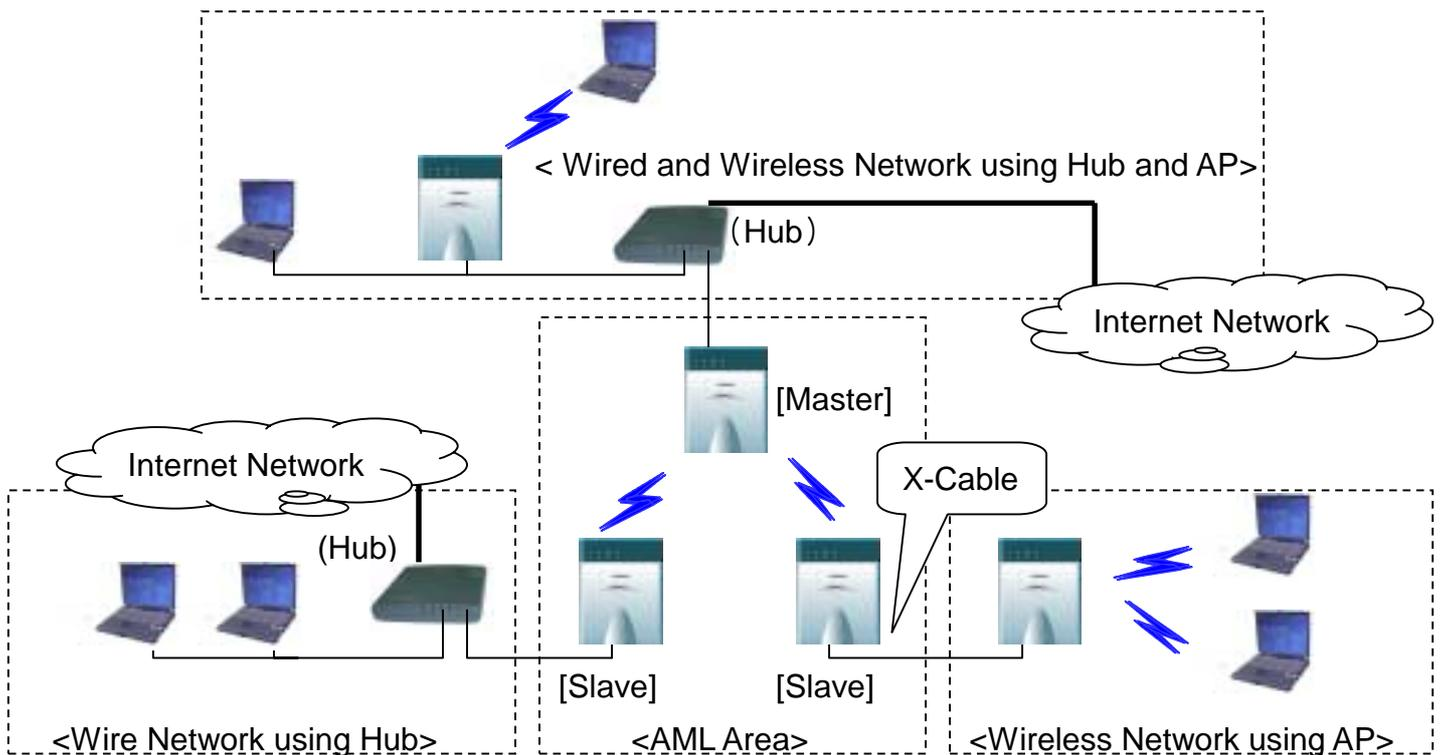 < Wired and Wireless Network using Hub and AP>
（Hub）
Internet Network
[Master]
Internet Network
X-Cable
(Hub)
[Slave]
[Slave]
<Wire Network using Hub>
<AML Area>
<Wireless Network using AP>